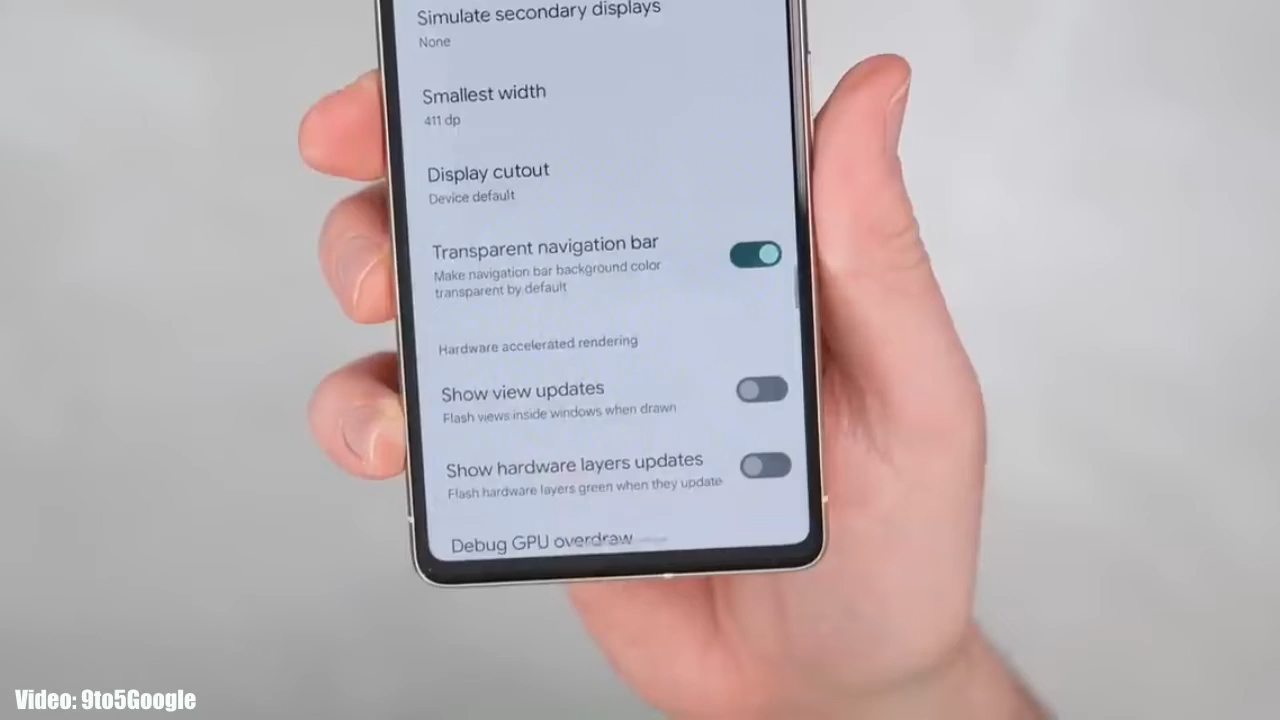 Simulate secondary displays
None
Smallest width
411 dp
Display cutout
Device default
Transparent navigation bar
Make navigation bar background color
transparent by default
Hardware accelerated rendering
Show view updates
Flash views inside windows when drawn
Show hardware layers updates
Flash hardware layers green when they update
Debug GPU overdraw
Video: 9to5Google